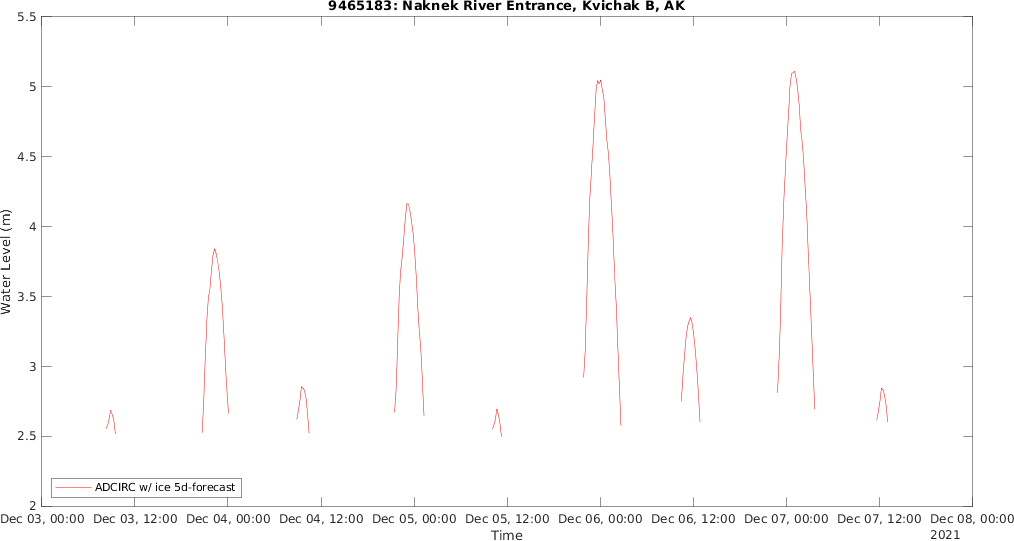 9465183: Naknek River Entrance, Kvichak B, AK
5.5
5
4.5
4
3.5
3
2.5
2
Water Level (m)
ADCIRC w/ ice 5d-forecast
Dec 03, 00:00 Dec 03, 12:00 Dec 04, 00:00 Dec 04, 12:00 Dec 05, 00:00 Dec 05, 12:00 Dec 06, 00:00 Dec 06, 12:00 Dec 07, 00:00 Dec 07, 12:00 Dec 08, 00:00
Time
2021